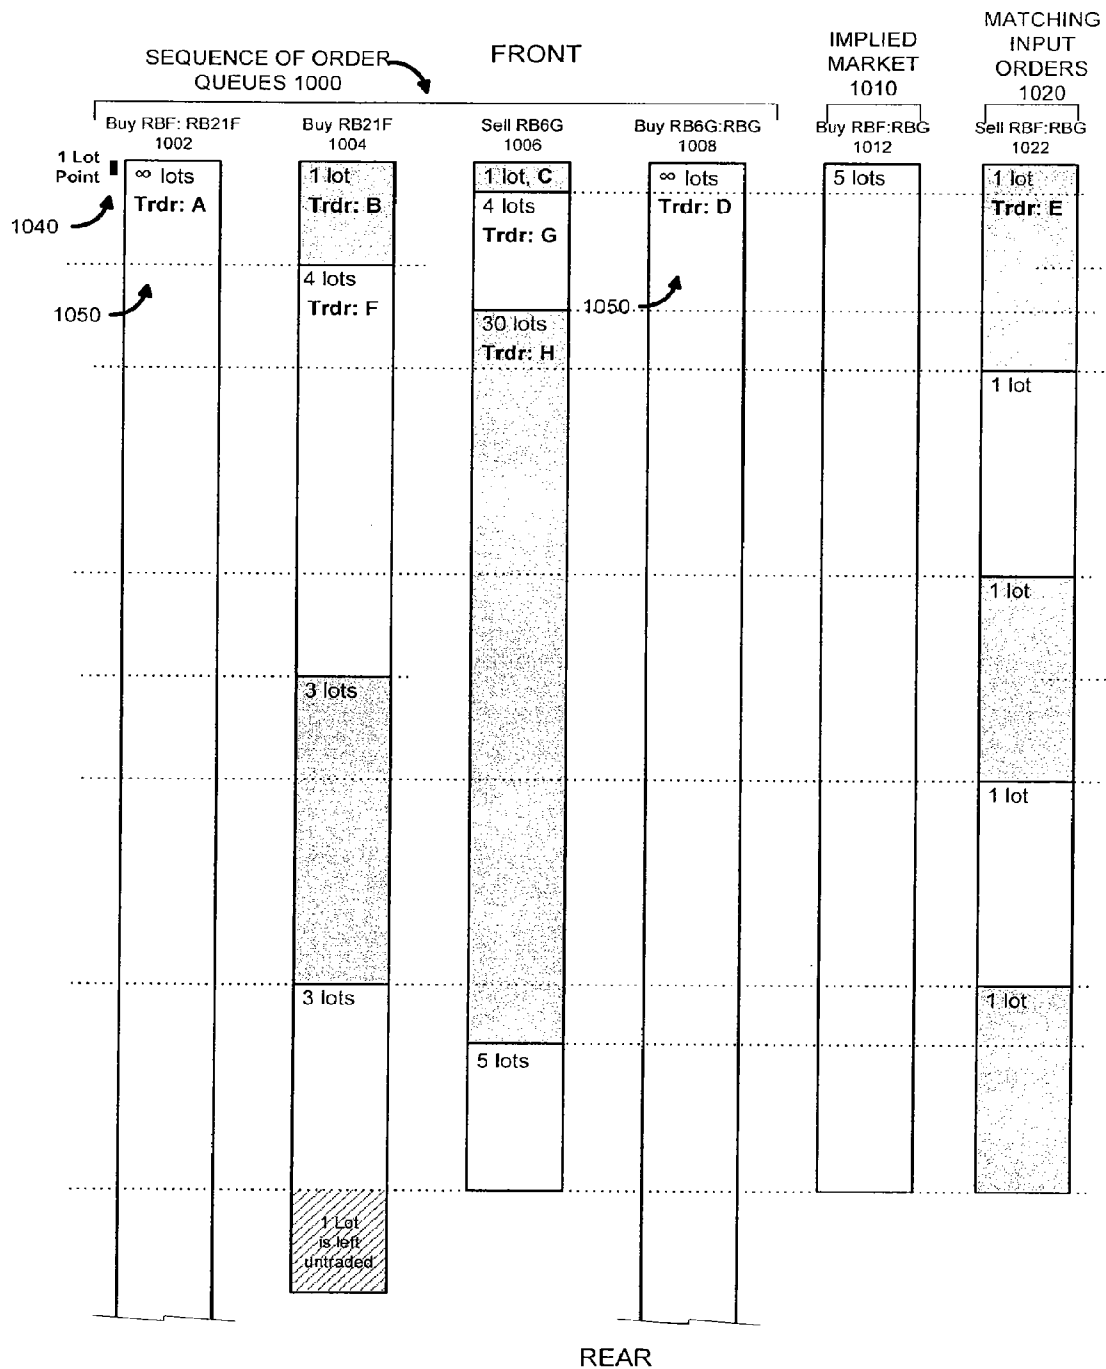 SEQUENCE OF ORDER
QUEUES 1000
FRONT
IMPLIED
MARKET
1010
MATCHING
INPUT
ORDERS
1020
Buy RBF: RB21F
1002
Buy RB21F
1004
Sell RB6G
1006
Buy RB6G:RBG
1008
Buy RBF:RBG
1012
Sell RBF:RBG
1022
1 Lot
Point
1040
1050
∞ lots
Trdr: A
1 lot
Trdr: B
4 lots
Trdr: F
3 lots
3 lots
1 Lot
is left
untraded
1 lot, C
4 lots
Trdr: G
30 lots
Trdr: H
5 lots
∞ lots
Trdr: D
1050
5 lots
1 lot
Trdr: E
1 lot
1 lot
1 lot
1 lot
REAR